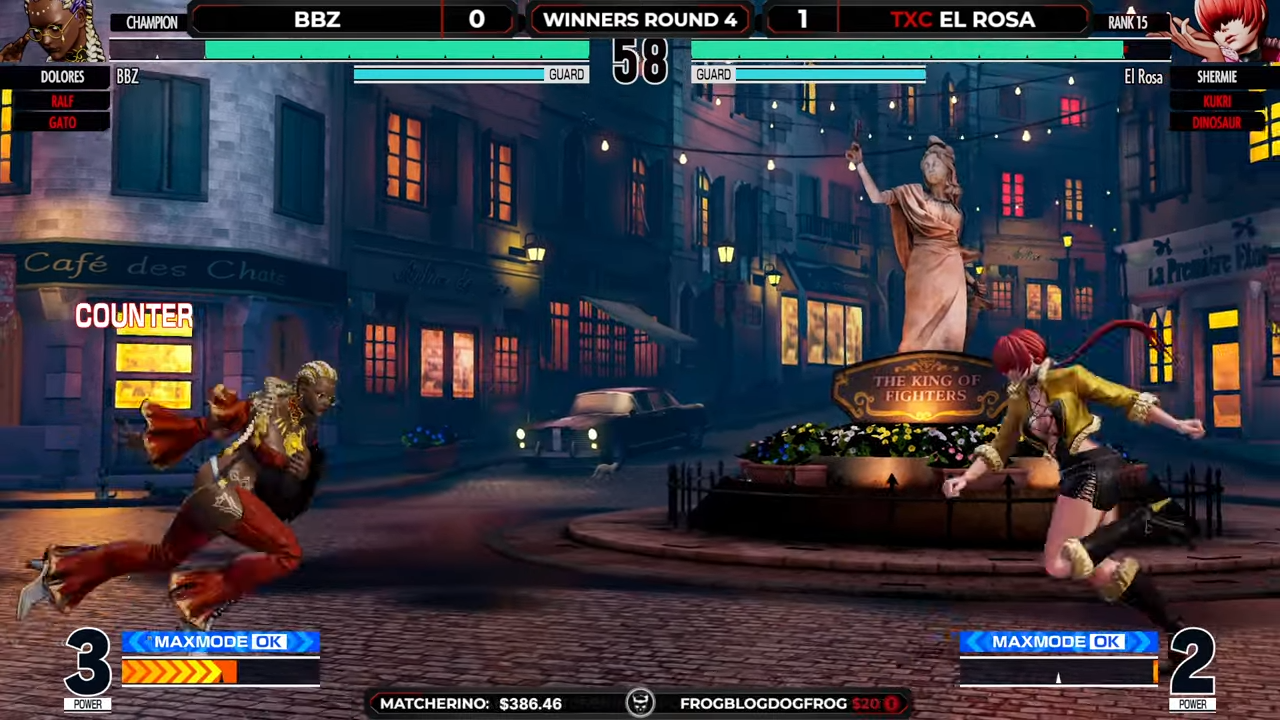 BBZ 0 WINNERS ROUND 4 1 TXC EL ROSA
CHAMPION
RANK 15
58
DOLORES
BBZ
GUARD
GUARD
El Rosa
SHERMIE
RALF
KUKRI
GATO
DINOSAUR
Café des Chats
La Première
COUNTER
THE KING OF
FIGHTERS
3
POWER
MAXMODE OK
MAXMODE OK
2
POWER
MATCHERINO: $386.46
FROGBLOGDOGFROG $20